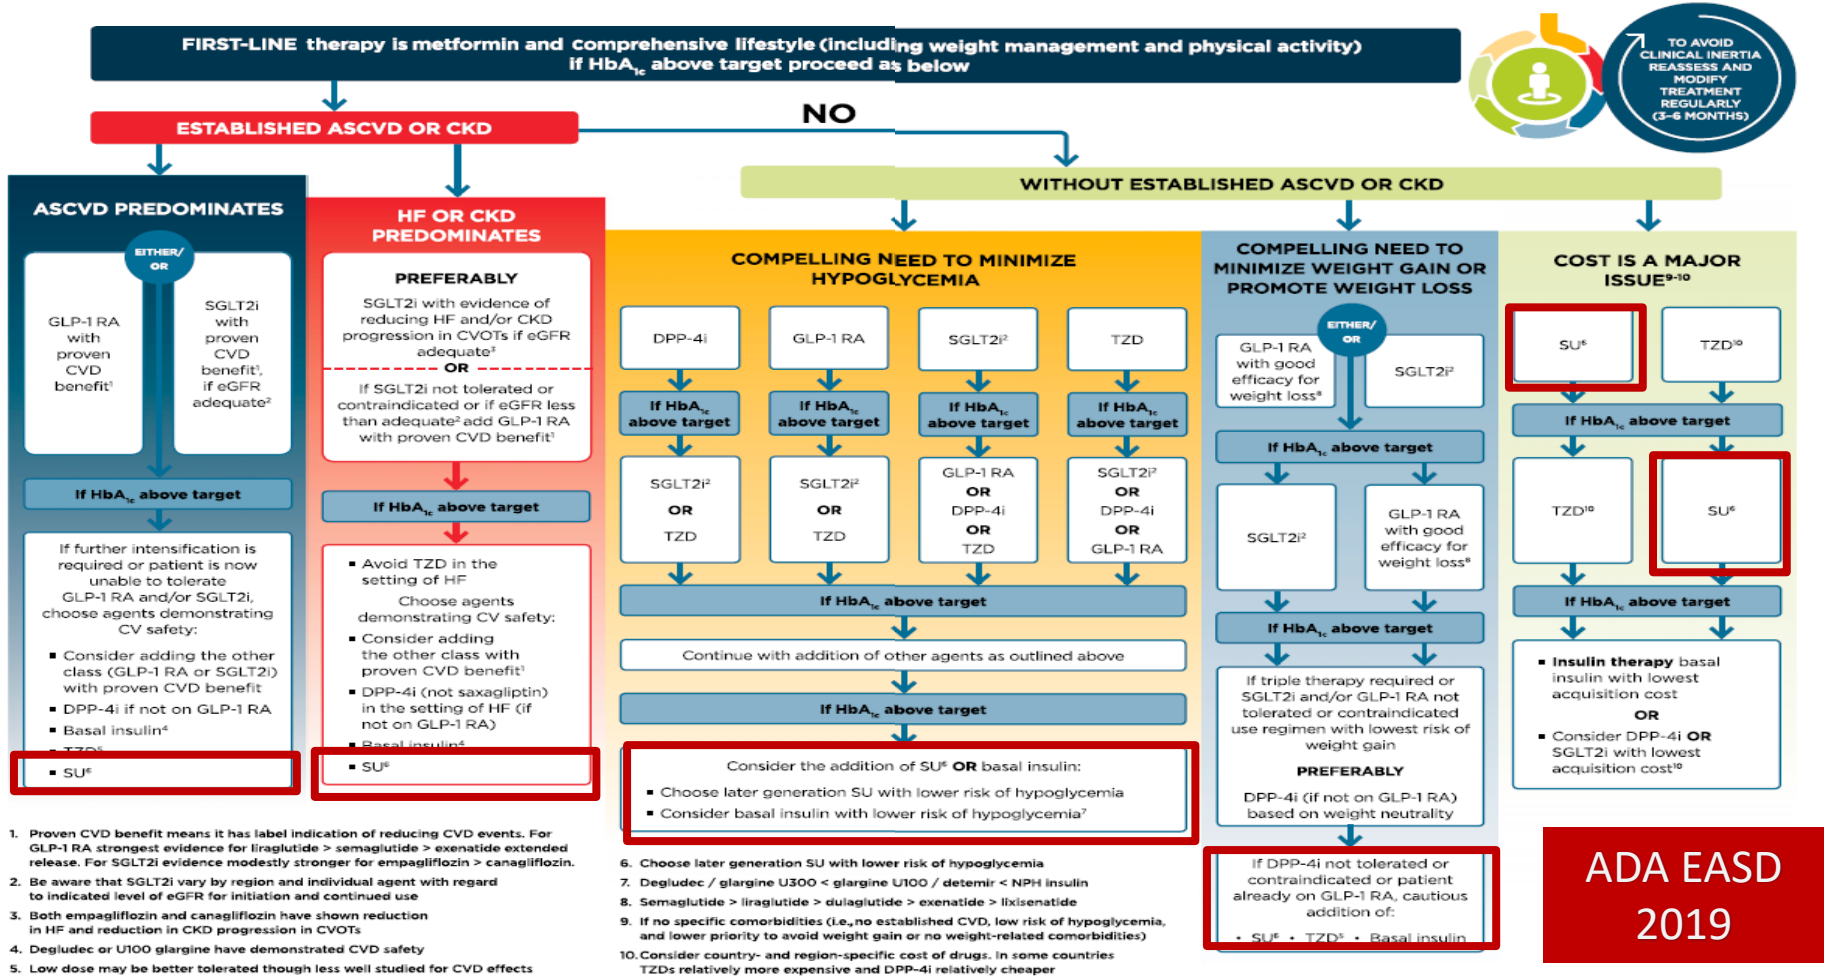 FIRST-LINE therapy is metformin and comprehensive lifestyle (including weight management and physical activity)
if HbA1c above target proceed as below
TO AVOID
CLINICAL INERTIA
REASSESS AND
MODIFY
TREATMENT
REGULARLY
(3–6 MONTHS)
ESTABLISHED ASCVD OR CKD
NO
WITHOUT ESTABLISHED ASCVD OR CKD
ASCVD PREDOMINATES
EITHER/
OR
GLP-1 RA
with
proven
CVD
benefit¹
SGLT2i
with
proven
CVD
benefit¹,
if eGFR
adequate²
If HbA1c above target
If further intensification is
required or patient is now
unable to tolerate
GLP-1 RA and/or SGLT2i,
choose agents demonstrating
CV safety:
▪ Consider adding the other
class (GLP-1 RA or SGLT2i)
with proven CVD benefit
▪ DPP-4i if not on GLP-1 RA
▪ Basal insulin⁴
▪ TZD⁵
▪ SU⁶
HF OR CKD
PREDOMINATES
PREFERABLY
SGLT2i with evidence of
reducing HF and/or CKD
progression in CVOTs if eGFR
adequate³
OR
If SGLT2i not tolerated or
contraindicated or if eGFR less
than adequate² add GLP-1 RA
with proven CVD benefit¹
If HbA1c above target
▪ Avoid TZD in the
setting of HF
Choose agents
demonstrating CV safety:
▪ Consider adding
the other class with
proven CVD benefit¹
▪ DPP-4i (not saxagliptin)
in the setting of HF (if
not on GLP-1 RA)
▪ Basal insulin⁴
▪ SU⁶
COMPELLING NEED TO MINIMIZE
HYPOGLYCEMIA
DPP-4i
GLP-1 RA
SGLT2i²
TZD
If HbA1c
above target
If HbA1c
above target
If HbA1c
above target
If HbA1c
above target
SGLT2i²
OR
TZD
SGLT2i²
OR
TZD
GLP-1 RA
OR
DPP-4i
OR
TZD
SGLT2i²
OR
DPP-4i
OR
GLP-1 RA
If HbA1c above target
Continue with addition of other agents as outlined above
If HbA1c above target
Consider the addition of SU⁶ OR basal insulin:
▪ Choose later generation SU with lower risk of hypoglycemia
▪ Consider basal insulin with lower risk of hypoglycemia⁷
COMPELLING NEED TO
MINIMIZE WEIGHT GAIN OR
PROMOTE WEIGHT LOSS
EITHER/
OR
GLP-1 RA
with good
efficacy for
weight loss⁸
SGLT2i²
If HbA1c above target
SGLT2i²
GLP-1 RA
with good
efficacy for
weight loss⁸
If HbA1c above target
If triple therapy required or
SGLT2i and/or GLP-1 RA not
tolerated or contraindicated
use regimen with lowest risk of
weight gain
PREFERABLY
DPP-4i (if not on GLP-1 RA)
based on weight neutrality
If DPP-4i not tolerated or
contraindicated or patient
already on GLP-1 RA, cautious
addition of:
• SU⁶ • TZD⁵ • Basal insulin
COST IS A MAJOR
ISSUE⁹⁻¹⁰
SU⁶
TZD¹⁰
If HbA1c above target
TZD¹⁰
SU⁶
If HbA1c above target
▪ Insulin therapy basal
insulin with lowest
acquisition cost
OR
▪ Consider DPP-4i OR
SGLT2i with lowest
acquisition cost¹⁰
1. Proven CVD benefit means it has label indication of reducing CVD events. For
GLP-1 RA strongest evidence for liraglutide > semaglutide > exenatide extended
release. For SGLT2i evidence modestly stronger for empagliflozin > canagliflozin.
2. Be aware that SGLT2i vary by region and individual agent with regard
to indicated level of eGFR for initiation and continued use
3. Both empagliflozin and canagliflozin have shown reduction
in HF and reduction in CKD progression in CVOTs
4. Degludec or U100 glargine have demonstrated CVD safety
5. Low dose may be better tolerated though less well studied for CVD effects
6. Choose later generation SU with lower risk of hypoglycemia
7. Degludec / glargine U300 < glargine U100 / detemir < NPH insulin
8. Semaglutide > liraglutide > dulaglutide > exenatide > lixisenatide
9. If no specific comorbidities (i.e., no established CVD, low risk of hypoglycemia,
and lower priority to avoid weight gain or no weight-related comorbidities)
10. Consider country- and region-specific cost of drugs. In some countries
TZDs relatively more expensive and DPP-4i relatively cheaper
ADA EASD
2019